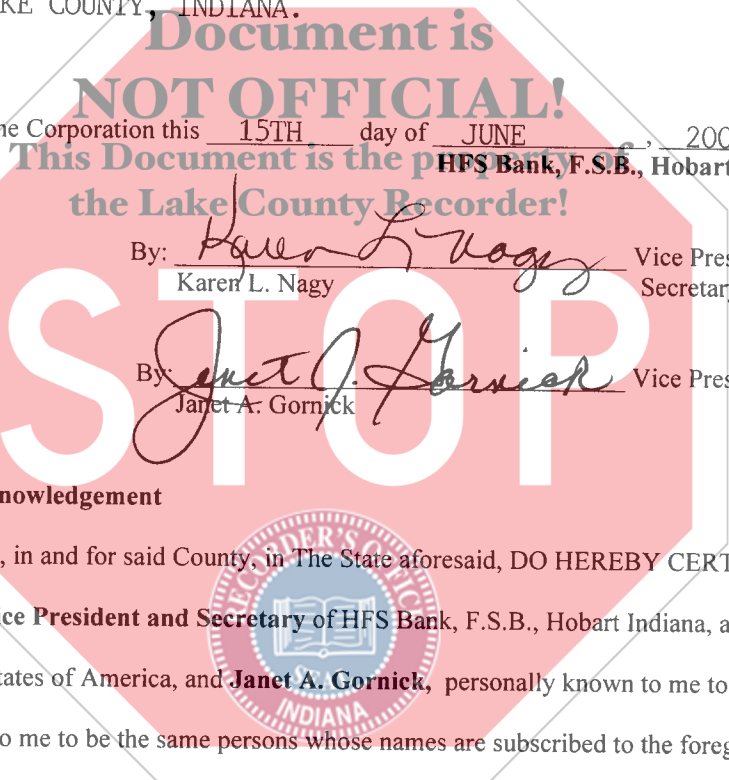 KE COUNTY, INDIANA.
Document is
NOT OFFICIAL!
ne Corporation this 15TH day of JUNE , 200
This Document is the property of
HFS Bank, F.S.B., Hobart
the Lake County Recorder!
By: Karen L. Nagy Vice Pres
Karen L. Nagy Secretary
STOP
By: Janet A. Gornick Vice Pres
Janet A. Gornick
nowledgement
, in and for said County, in The State aforesaid, DO HEREBY CERT
ice President and Secretary of HFS Bank, F.S.B., Hobart Indiana, a
tates of America, and Janet A. Gornick, personally known to me to
o me to be the same persons whose names are subscribed to the foreg
RECORDER'S OFFICE
SEAL
INDIANA